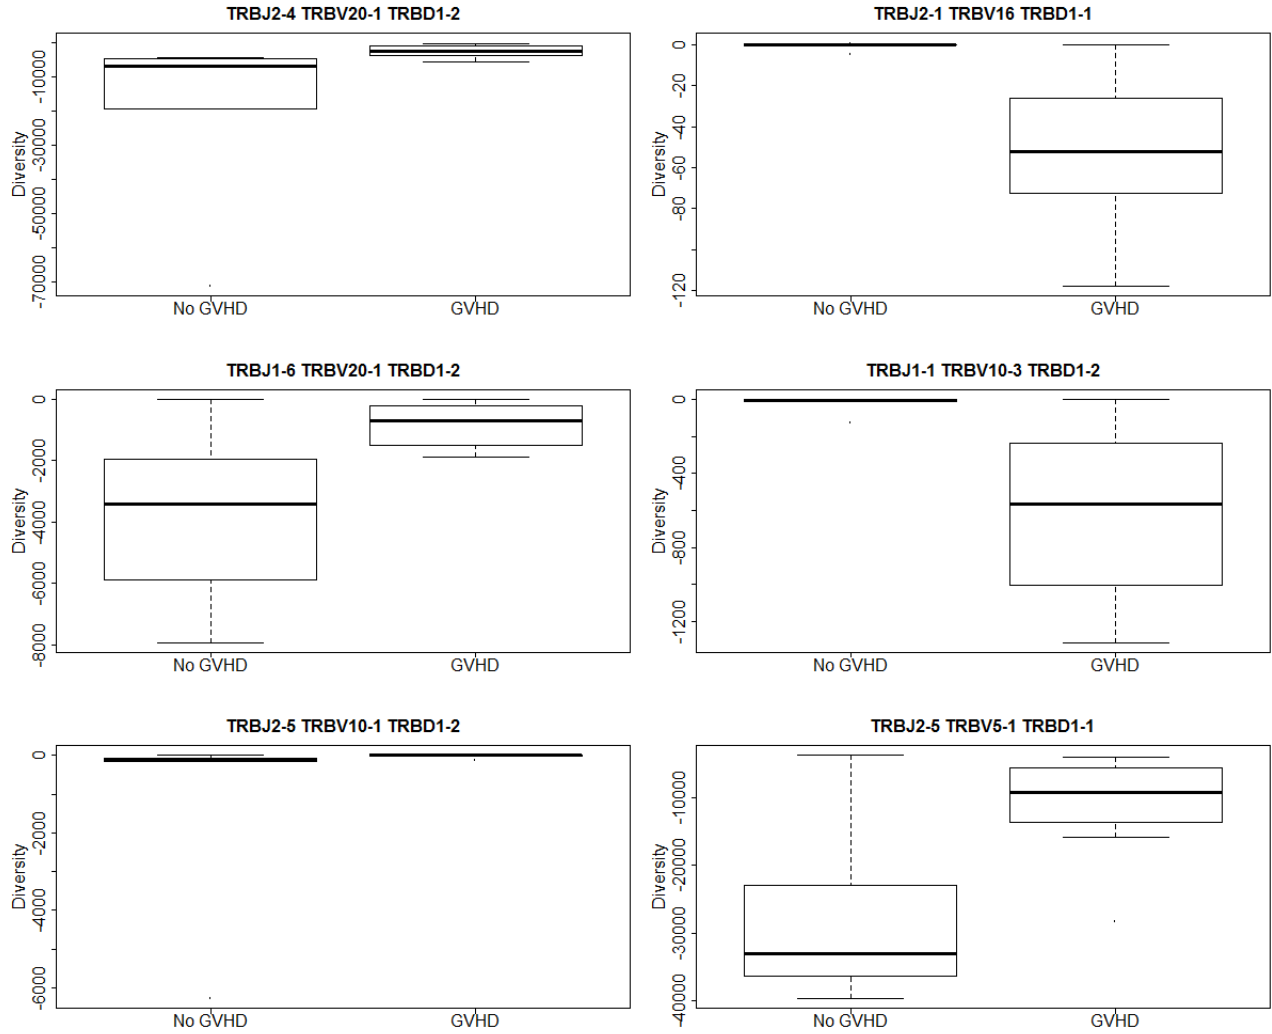 TRBJ2-4 TRBV20-1 TRBD1-2
Diversity
-10000
-30000
-50000
-70000
No GVHD
GVHD
TRBJ2-1 TRBV16 TRBD1-1
Diversity
0
-20
-40
-60
-80
-120
No GVHD
GVHD
TRBJ1-6 TRBV20-1 TRBD1-2
Diversity
0
-2000
-4000
-6000
-8000
No GVHD
GVHD
TRBJ1-1 TRBV10-3 TRBD1-2
Diversity
0
-400
-800
-1200
No GVHD
GVHD
TRBJ2-5 TRBV10-1 TRBD1-2
Diversity
0
-2000
-4000
-6000
No GVHD
GVHD
TRBJ2-5 TRBV5-1 TRBD1-1
Diversity
-10000
-20000
-30000
-40000
No GVHD
GVHD